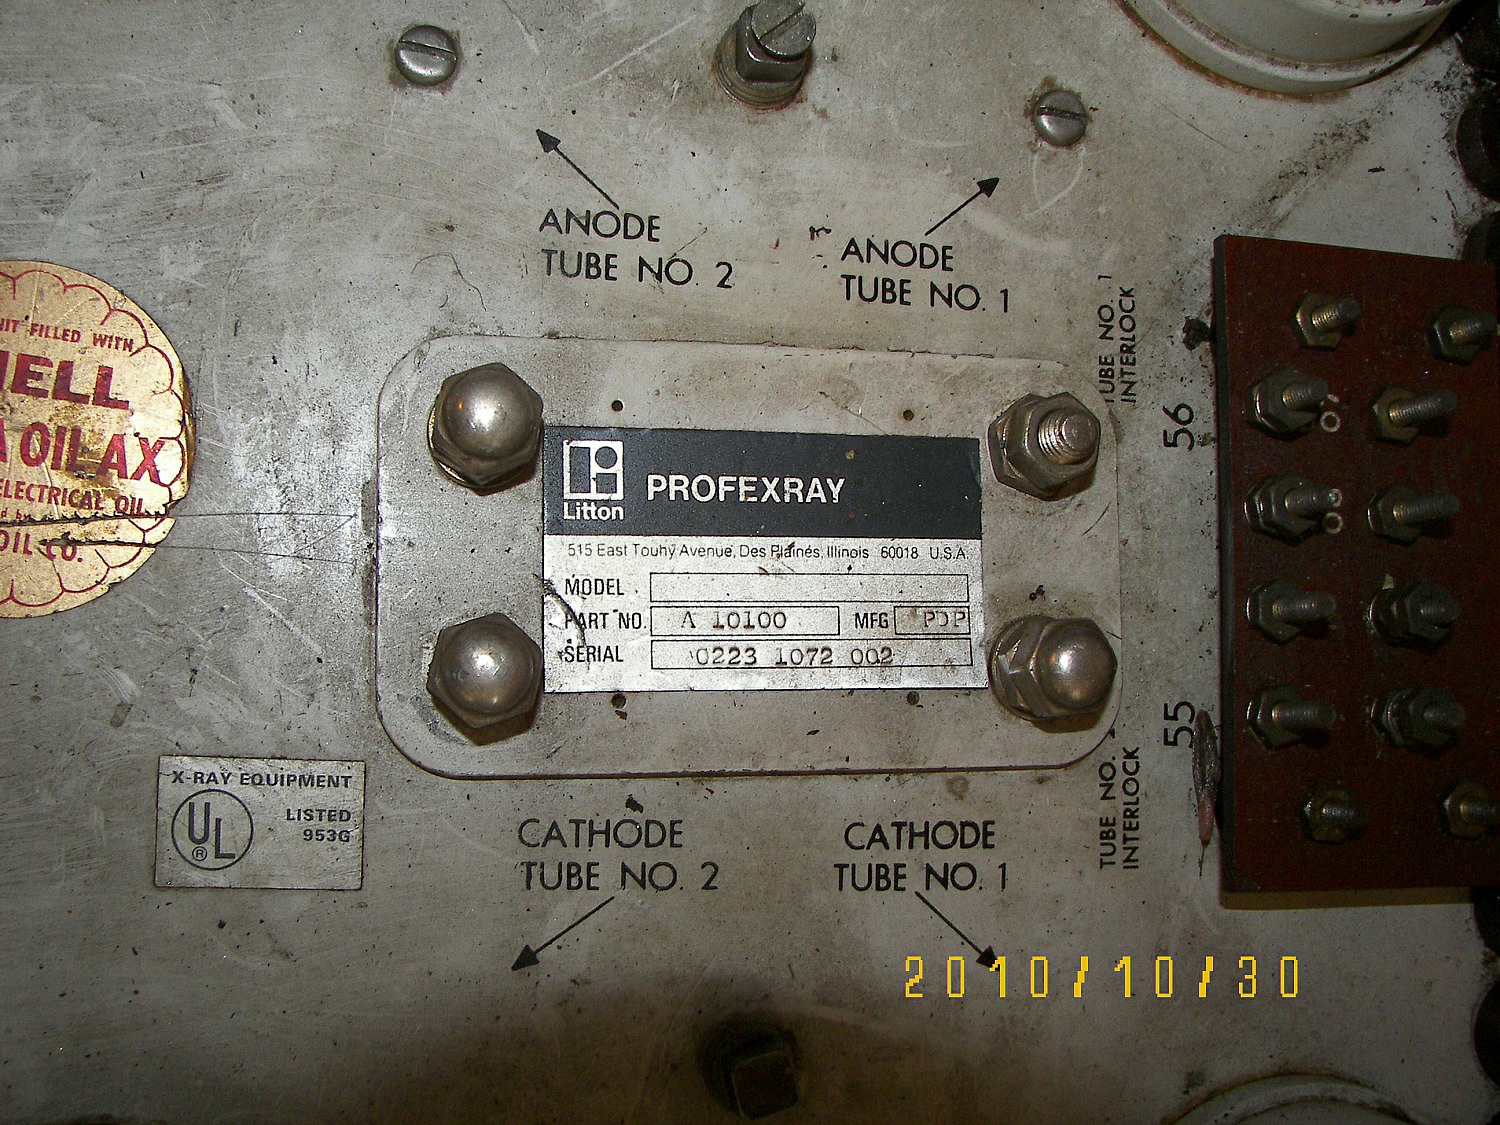 ANODE
TUBE NO. 2
ANODE
TUBE NO. 1
TUBE NO. 1
INTERLOCK
56
FILLED WITH
OIL AX
ELECTRICAL OIL
OIL CO.
Litton
PROFEXRAY
515 East Touhy Avenue, Des Plaines, Illinois 60018 U.S.A.
MODEL
PART NO. A 10100 MFG PDP
SERIAL 0223 1072 002
55
TUBE NO.
INTERLOCK
X-RAY EQUIPMENT
UL ®
LISTED
953G
CATHODE
TUBE NO. 2
CATHODE
TUBE NO. 1
2010/10/30